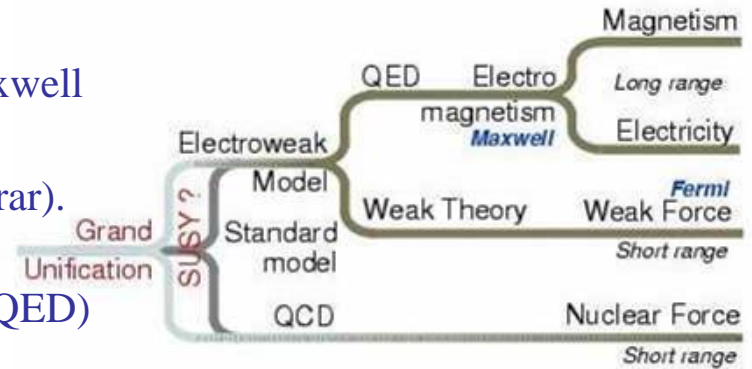 xwell
rar).
QED)
Magnetism
QED Electro
magnetism
Maxwell
Long range
Electricity
Electroweak
Model
Weak Theory
Fermi
Weak Force
Short range
Grand
Unification
SUSY ?
Standard
model
QCD
Nuclear Force
Short range